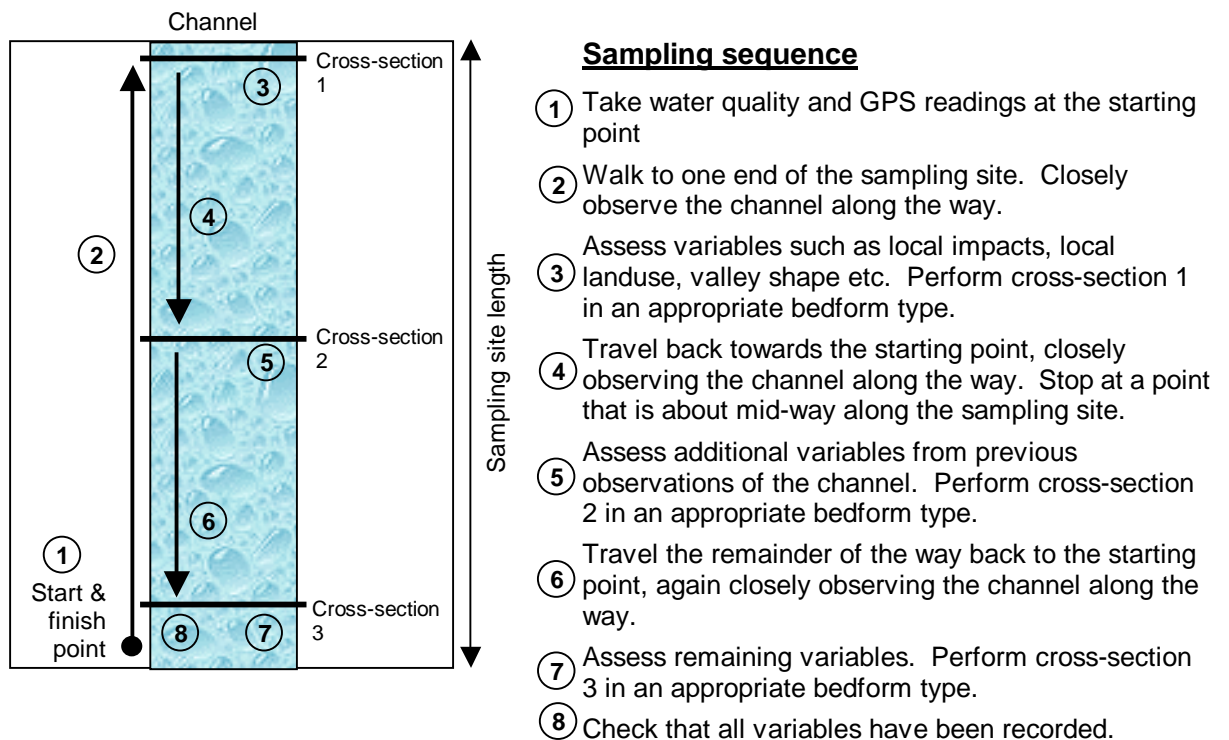 Channel
Cross-section
1
3
4
2
Cross-section
2
5
Sampling site length
6
1
Start &
finish
point
Cross-section
3
8
7
Sampling sequence
1 Take water quality and GPS readings at the starting
point
2 Walk to one end of the sampling site. Closely
observe the channel along the way.
Assess variables such as local impacts, local
3 landuse, valley shape etc. Perform cross-section 1
in an appropriate bedform type.
Travel back towards the starting point, closely
4 observing the channel along the way. Stop at a point
that is about mid-way along the sampling site.
Assess additional variables from previous
5 observations of the channel. Perform cross-section
2 in an appropriate bedform type.
Travel the remainder of the way back to the starting
6 point, again closely observing the channel along the
way.
7 Assess remaining variables. Perform cross-section
3 in an appropriate bedform type.
8 Check that all variables have been recorded.